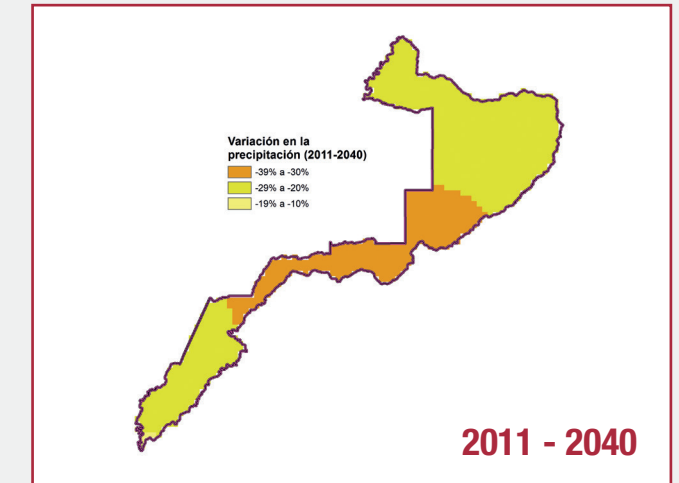 Variación en la
precipitación (2011-2040)
-39% a -30%
-29% a -20%
-19% a -10%
2011 - 2040